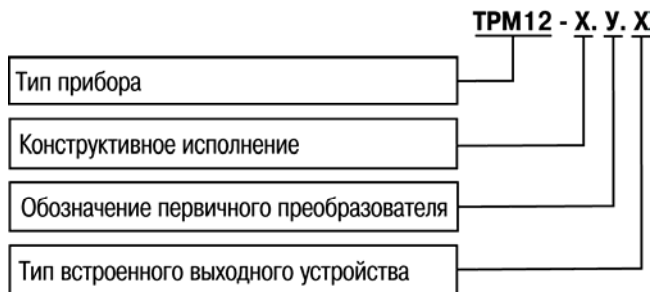 ТРМ12 - Х. У. Х
Тип прибора
Конструктивное исполнение
Обозначение первичного преобразователя
Тип встроенного выходного устройства